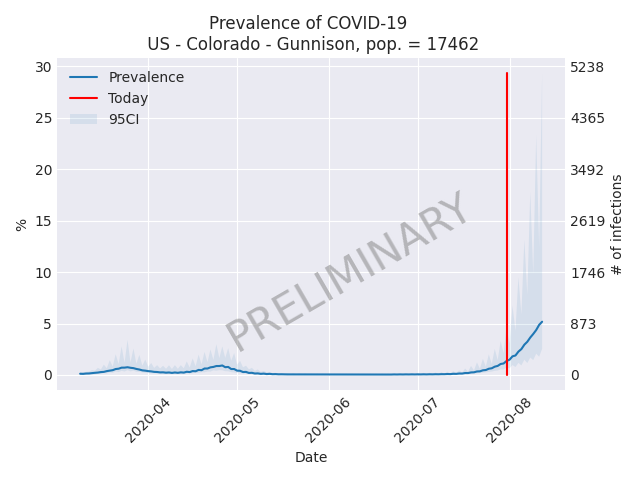 Prevalence of COVID-19
US - Colorado - Gunnison, pop. = 17462
Prevalence
Today
95CI
30
25
20
15
10
5
0
%
5238
4365
3492
2619
1746
873
0
# of infections
PRELIMINARY
2020-04
2020-05
2020-06
2020-07
2020-08
Date